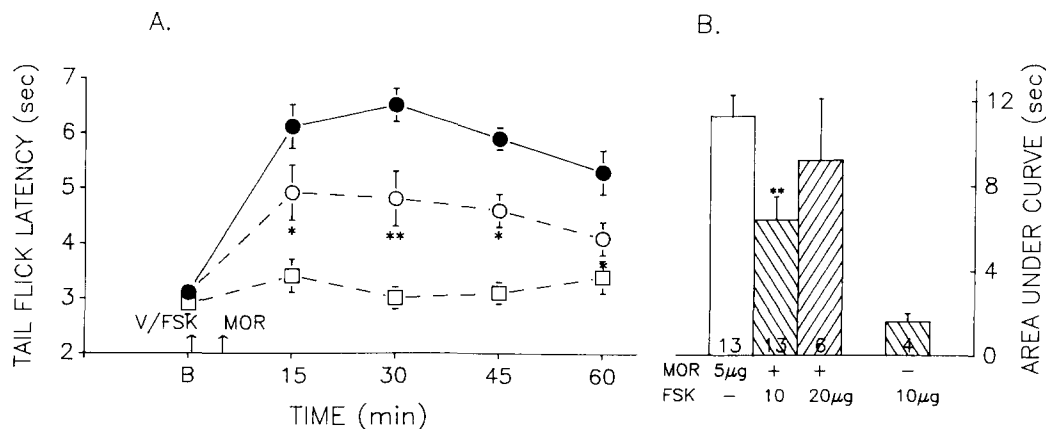 A.
TAIL FLICK LATENCY (sec)
7
6
5
4
3
2
* ** * *
V/FSK MOR
B 15 30 45 60
TIME (min)
B.
**
12
8
4
0
AREA UNDER CURVE (sec)
13 13 6 4
MOR 5µg + + −
FSK − 10 20µg 10µg